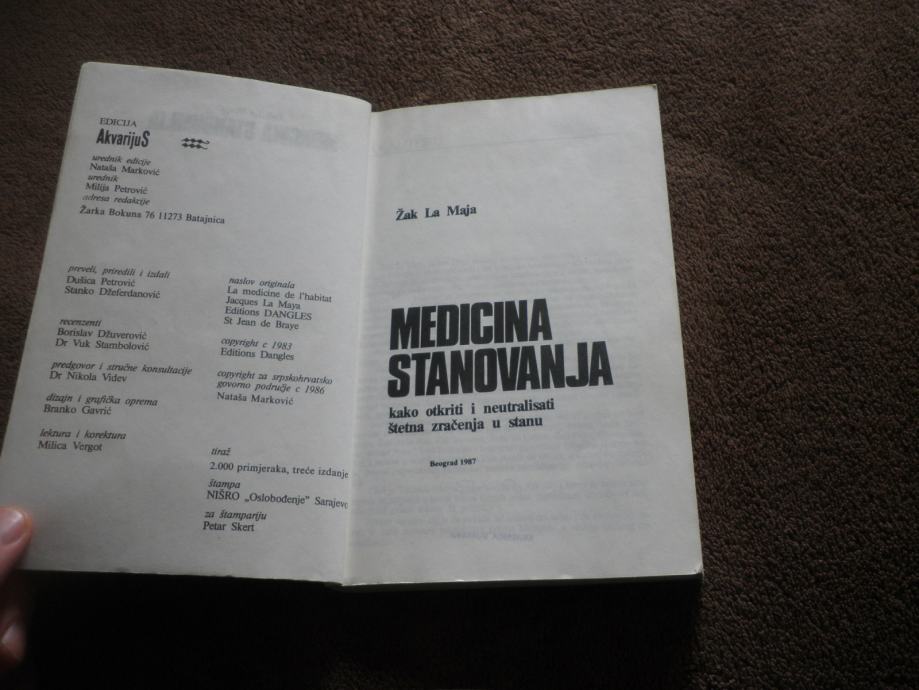 EDICIJA
AkvarijuS
urednik edicije
Nataša Marković
urednik
Milija Petrović
adresa redakcije
Žarka Bokuna 76 11273 Batajnica
preveli, priredili i izdali
Dušica Petrović
Stanko Džeferdanović
recenzenti
Borislav Džuverović
Dr Vuk Stambolović
predgovor i stručne konsultacije
Dr Nikola Videv
dizajn i grafička oprema
Branko Gavrić
lektura i korektura
Milica Vergot
naslov originala
La medicine de l'habitat
Jacques La Maya
Editions DANGLES
St Jean de Braye
copyright c 1983
Editions Dangles
copyright za srpskohrvatsko
govorno područje c 1986
Nataša Marković
tiraž
2.000 primjeraka, treće izdanje
štampa
NIŠRO „Oslobođenje" Sarajevo
za štampariju
Petar Skert
Žak La Maja
MEDICINA
STANOVANJA
kako otkriti i neutralisati
štetna zračenja u stanu
Beograd 1987